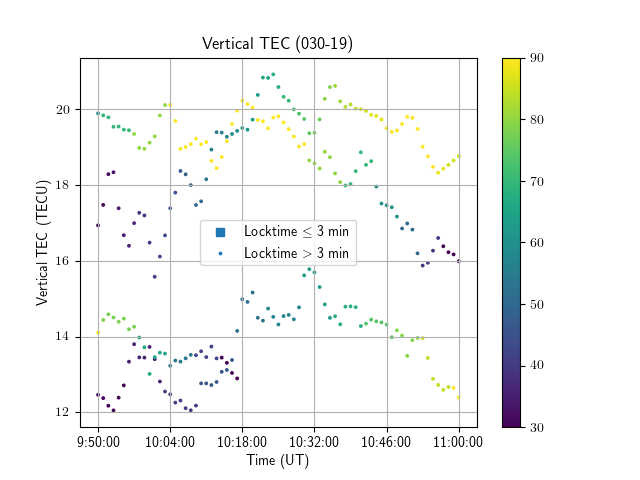 Vertical TEC (030-19)
Vertical TEC (TECU)
20
18
16
14
12
Locktime ≤ 3 min
Locktime > 3 min
9:50:00 10:04:00 10:18:00 10:32:00 10:46:00 11:00:00
Time (UT)
90
80
70
60
50
40
30